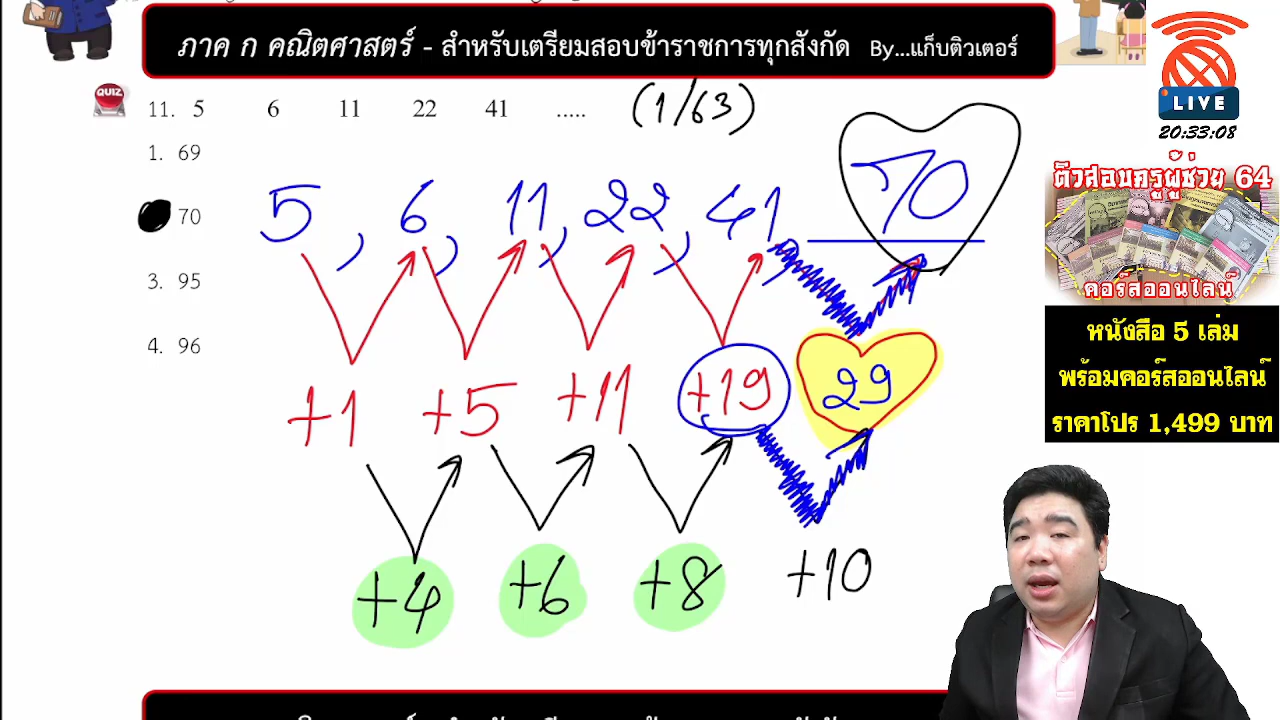 ภาค ก คณิตศาสตร์ - สำหรับเตรียมสอบข้าราชการทุกสังกัด By...แก็บติวเตอร์
QUIZ
11. 5 6 11 22 41 ..... (1/63)
1. 69
70
3. 95
4. 96
5, 6, 11, 22, 41, 70
+1 +5 +11 +19 29
+4 +6 +8 +10
LIVE
20:33:08
ติวสอบครูผู้ช่วย 64
คอร์สออนไลน์
หนังสือ 5 เล่ม
พร้อมคอร์สออนไลน์
ราคาโปร 1,499 บาท